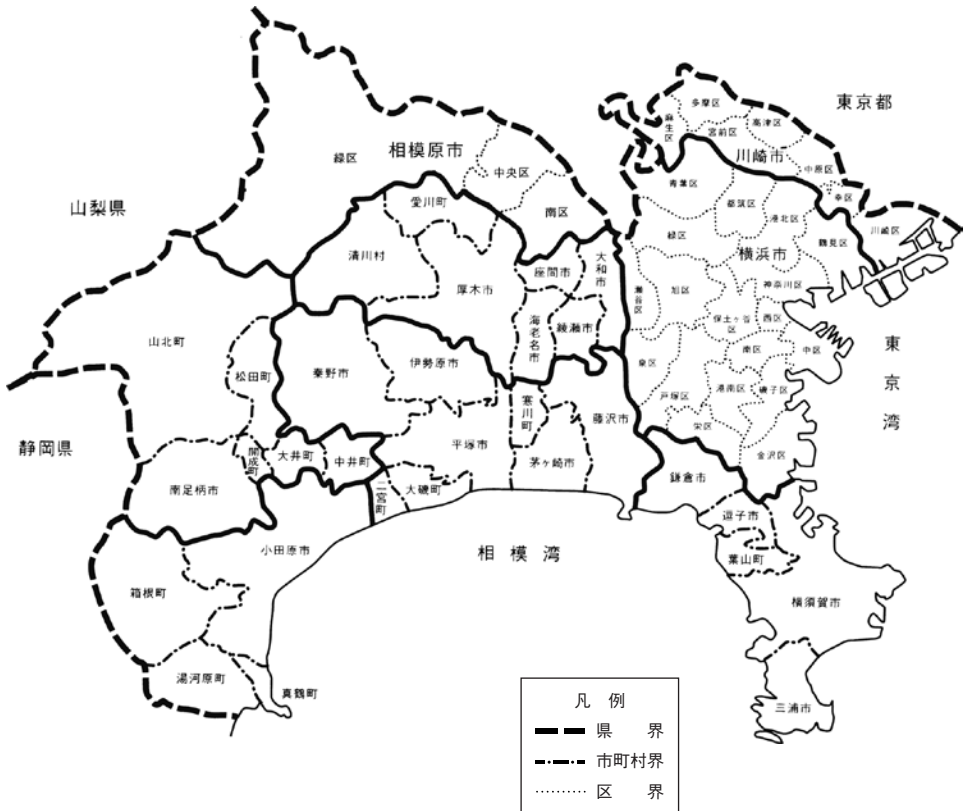 東京都
多摩区
麻生区
高津区
宮前区
川崎市
相模原市
緑区
中央区
中原区
幸区
青葉区
山梨県
愛川町
南区
都筑区
港北区
川崎区
緑区
鶴見区
清川村
大和市
横浜市
座間市
厚木市
瀬谷区
旭区
神奈川区
海老名市
綾瀬市
保土ヶ谷区
西区
山北町
東京湾
松田町
秦野市
伊勢原市
泉区
南区
中区
戸塚区
港南区
磯子区
寒川町
藤沢市
栄区
静岡県
平塚市
開成町
大井町
中井町
茅ヶ崎市
金沢区
鎌倉市
南足柄市
二宮町
大磯町
逗子市
小田原市
相模湾
葉山町
箱根町
横須賀市
湯河原町
真鶴町
三浦市
凡 例
県 界
市町村界
区 界